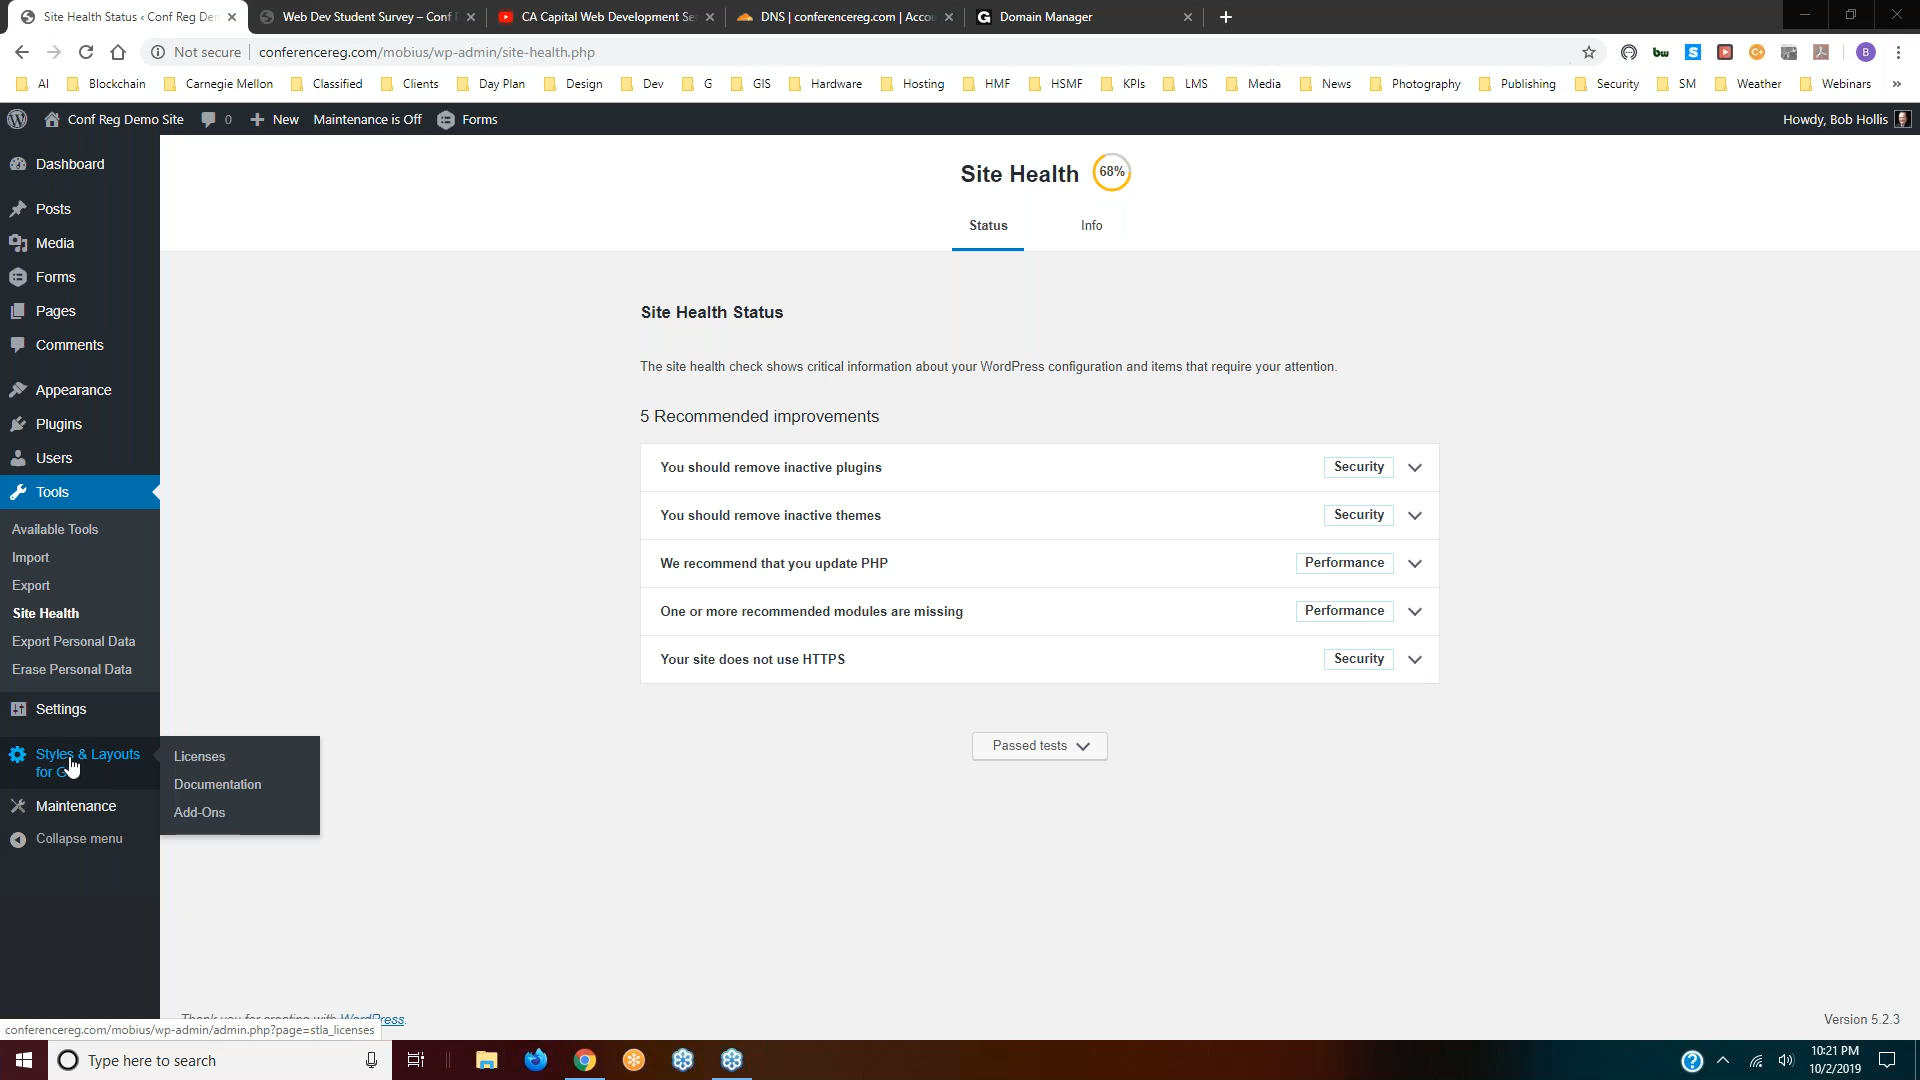 Site Health Status ‹ Conf Reg De
Web Dev Student Survey – Conf
CA Capital Web Development Se
DNS | conferencereg.com | Accou
Domain Manager
Not secure
conferencereg.com/mobius/wp-admin/site-health.php
B
AI
Blockchain
Carnegie Mellon
Classified
Clients
Day Plan
Design
Dev
G
GIS
Hardware
Hosting
HMF
HSMF
KPIs
LMS
Media
News
Photography
Publishing
Security
SM
Weather
Webinars
»
Conf Reg Demo Site
0
New
Maintenance is Off
Forms
Howdy, Bob Hollis
Dashboard
Posts
Media
Forms
Pages
Comments
Appearance
Plugins
Users
Tools
Available Tools
Import
Export
Site Health
Export Personal Data
Erase Personal Data
Settings
Styles & Layouts
for G
Licenses
Documentation
Add-Ons
Maintenance
Collapse menu
Site Health
68%
Status
Info
Site Health Status
The site health check shows critical information about your WordPress configuration and items that require your attention.
5 Recommended improvements
You should remove inactive plugins
Security
You should remove inactive themes
Security
We recommend that you update PHP
Performance
One or more recommended modules are missing
Performance
Your site does not use HTTPS
Security
Passed tests
Thank you for creating with WordPress.
Version 5.2.3
conferencereg.com/mobius/wp-admin/admin.php?page=stla_licenses
Type here to search
10:21 PM
10/2/2019